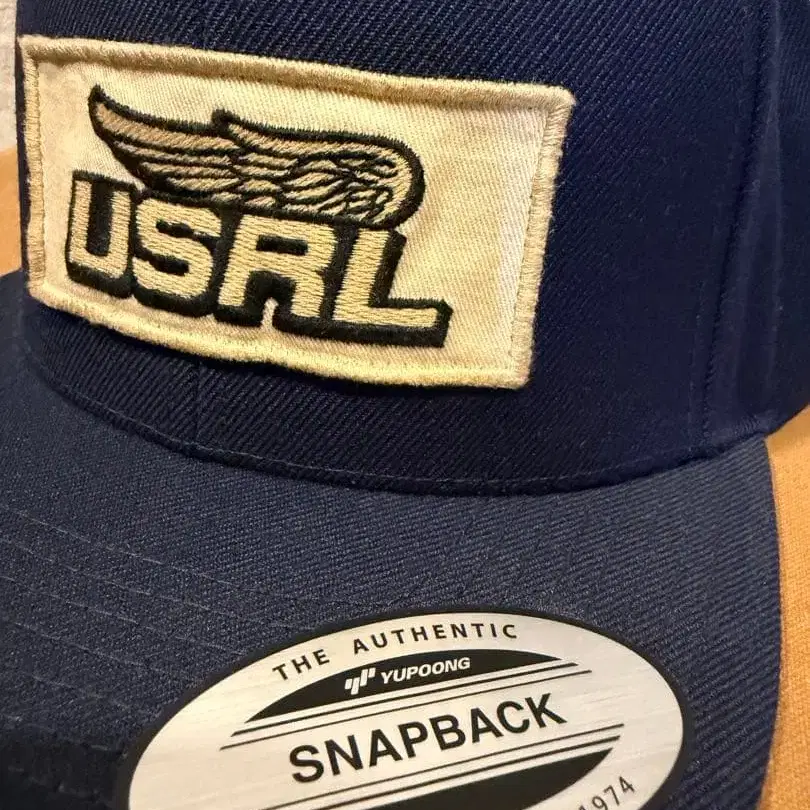 USRL
THE AUTHENTIC
YUPOONG
SNAPBACK
1974